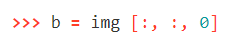 >>> b = img [:, :, 0]